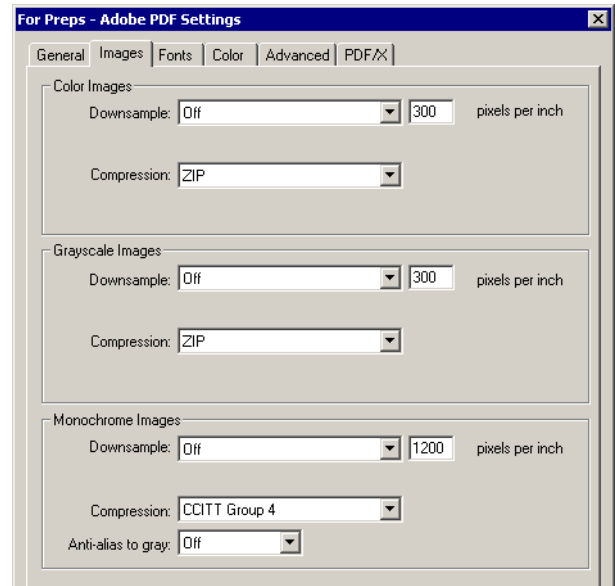 For Preps - Adobe PDF Settings
General Images Fonts Color Advanced PDF/X
Color Images
Downsample: Off 300 pixels per inch
Compression: ZIP
Grayscale Images
Downsample: Off 300 pixels per inch
Compression: ZIP
Monochrome Images
Downsample: Off 1200 pixels per inch
Compression: CCITT Group 4
Anti-alias to gray: Off